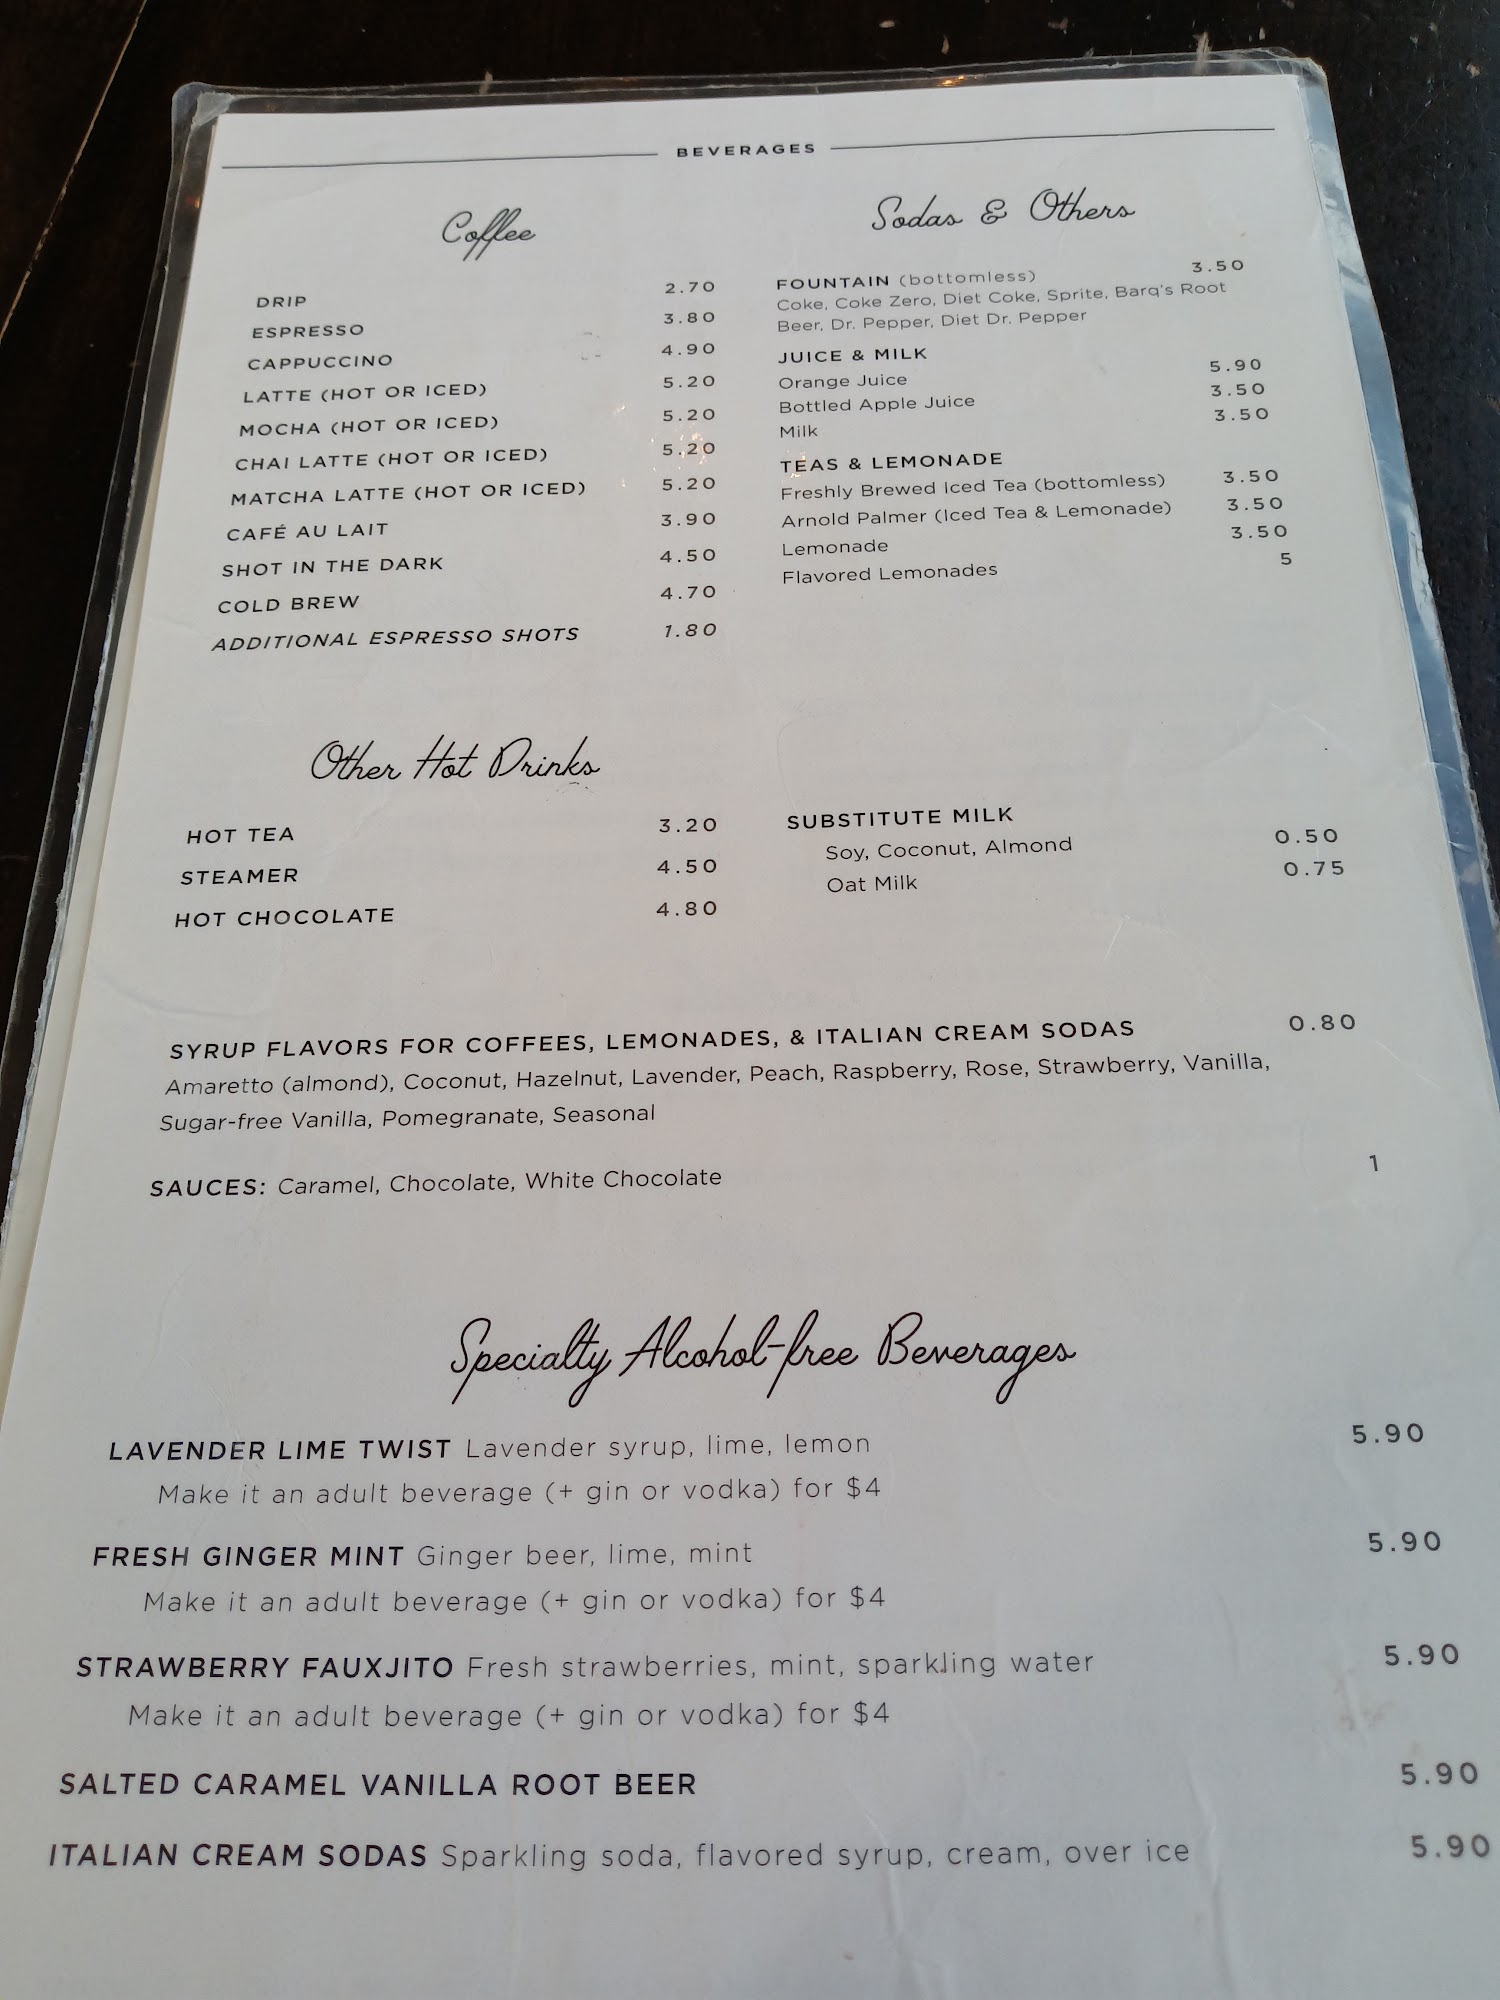 BEVERAGES
Coffee
DRIP 2.70
ESPRESSO 3.80
CAPPUCCINO 4.90
LATTE (HOT OR ICED) 5.20
MOCHA (HOT OR ICED) 5.20
CHAI LATTE (HOT OR ICED) 5.20
MATCHA LATTE (HOT OR ICED) 5.20
CAFÉ AU LAIT 3.90
SHOT IN THE DARK 4.50
COLD BREW 4.70
ADDITIONAL ESPRESSO SHOTS 1.80
Sodas & Others
FOUNTAIN (bottomless) 3.50
Coke, Coke Zero, Diet Coke, Sprite, Barq's Root
Beer, Dr. Pepper, Diet Dr. Pepper
JUICE & MILK
Orange Juice 5.90
Bottled Apple Juice 3.50
Milk 3.50
TEAS & LEMONADE
Freshly Brewed Iced Tea (bottomless) 3.50
Arnold Palmer (Iced Tea & Lemonade) 3.50
Lemonade 3.50
Flavored Lemonades 5
Other Hot Drinks
HOT TEA 3.20
STEAMER 4.50
HOT CHOCOLATE 4.80
SUBSTITUTE MILK
Soy, Coconut, Almond 0.50
Oat Milk 0.75
SYRUP FLAVORS FOR COFFEES, LEMONADES, & ITALIAN CREAM SODAS 0.80
Amaretto (almond), Coconut, Hazelnut, Lavender, Peach, Raspberry, Rose, Strawberry, Vanilla,
Sugar-free Vanilla, Pomegranate, Seasonal
SAUCES: Caramel, Chocolate, White Chocolate 1
Specialty Alcohol-free Beverages
LAVENDER LIME TWIST Lavender syrup, lime, lemon 5.90
Make it an adult beverage (+ gin or vodka) for $4
FRESH GINGER MINT Ginger beer, lime, mint 5.90
Make it an adult beverage (+ gin or vodka) for $4
STRAWBERRY FAUXJITO Fresh strawberries, mint, sparkling water 5.90
Make it an adult beverage (+ gin or vodka) for $4
SALTED CARAMEL VANILLA ROOT BEER 5.90
ITALIAN CREAM SODAS Sparkling soda, flavored syrup, cream, over ice 5.90